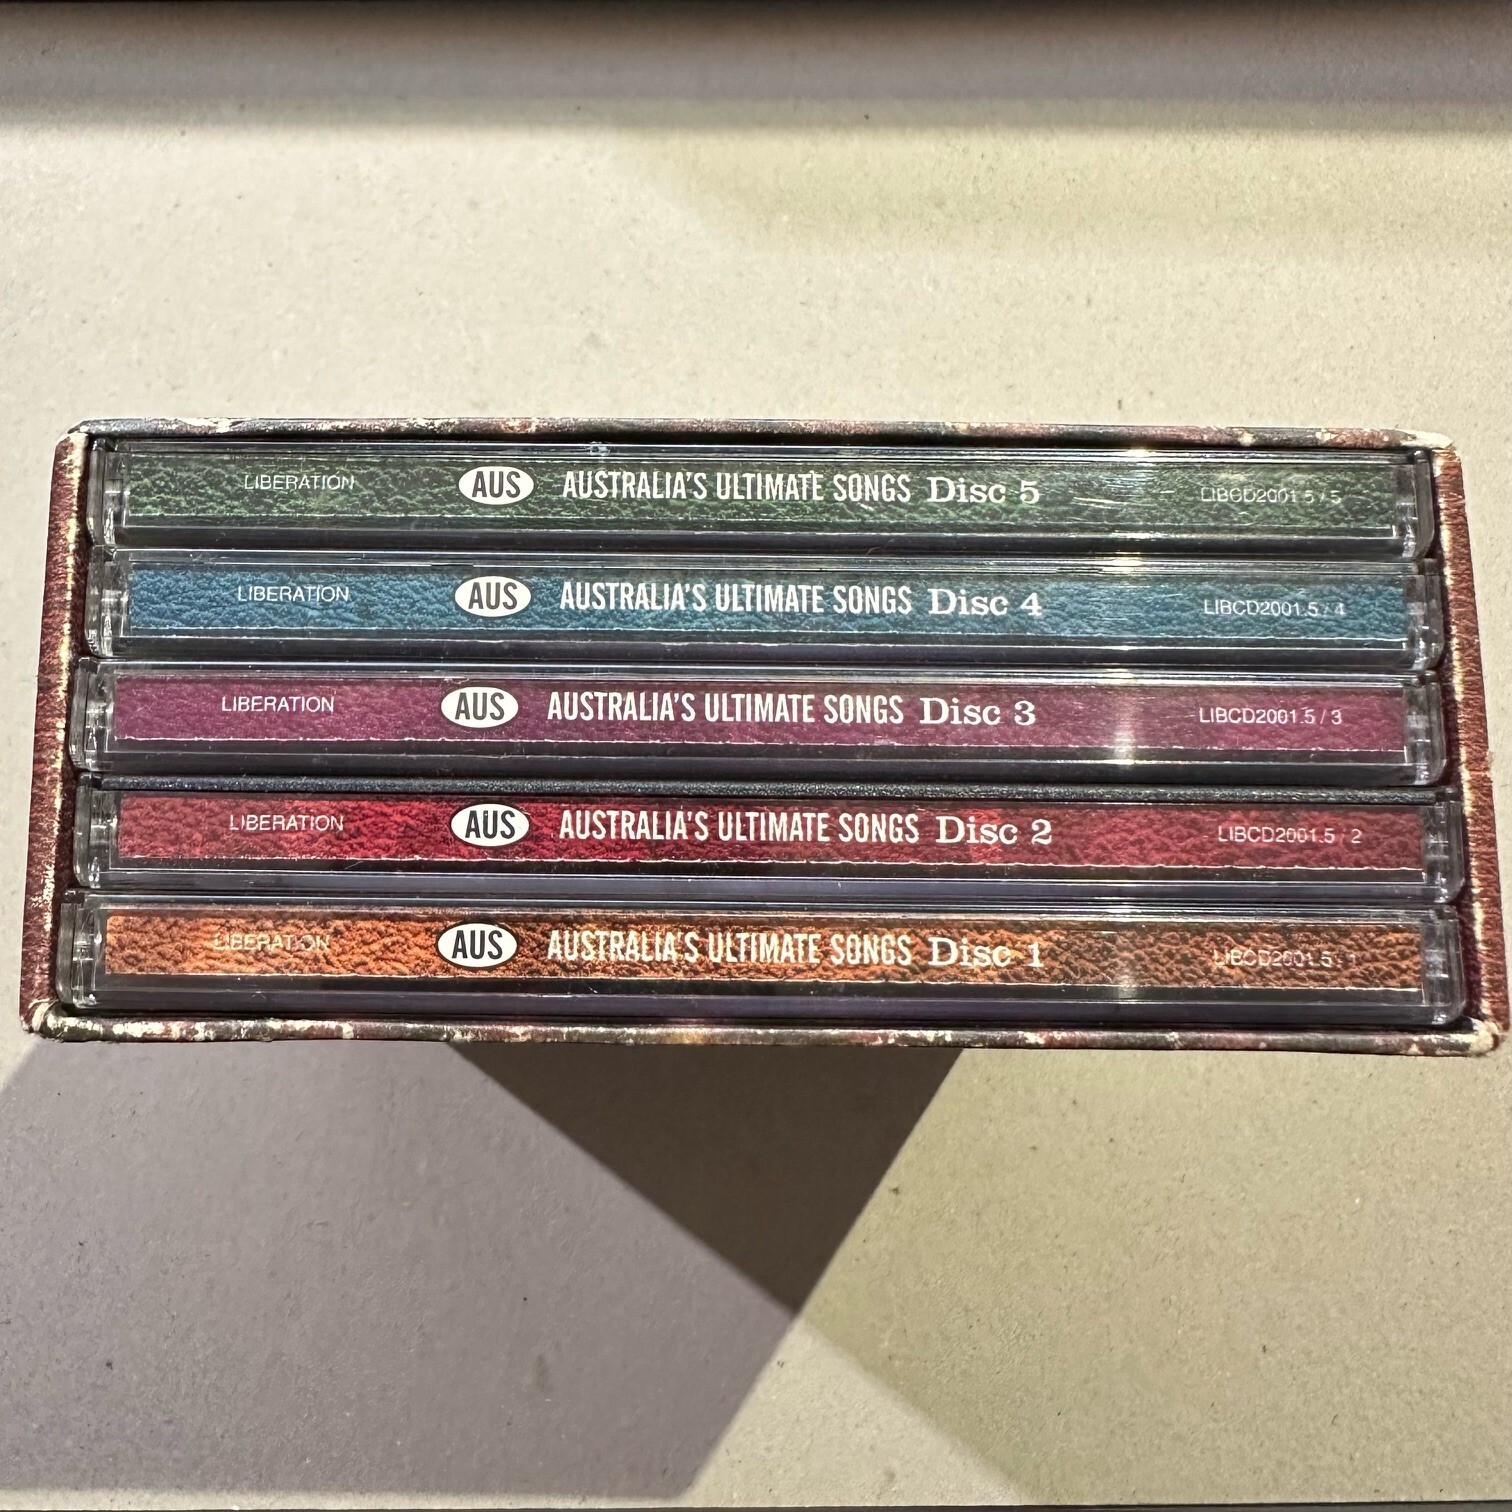 LIBERATION AUS AUSTRALIA'S ULTIMATE SONGS Disc 5 LIBCD2001.5 / 5
LIBERATION AUS AUSTRALIA'S ULTIMATE SONGS Disc 4 LIBCD2001.5 / 4
LIBERATION AUS AUSTRALIA'S ULTIMATE SONGS Disc 3 LIBCD2001.5 / 3
LIBERATION AUS AUSTRALIA'S ULTIMATE SONGS Disc 2 LIBCD2001.5 / 2
LIBERATION AUS AUSTRALIA'S ULTIMATE SONGS Disc 1 LIBCD2001.5 / 1